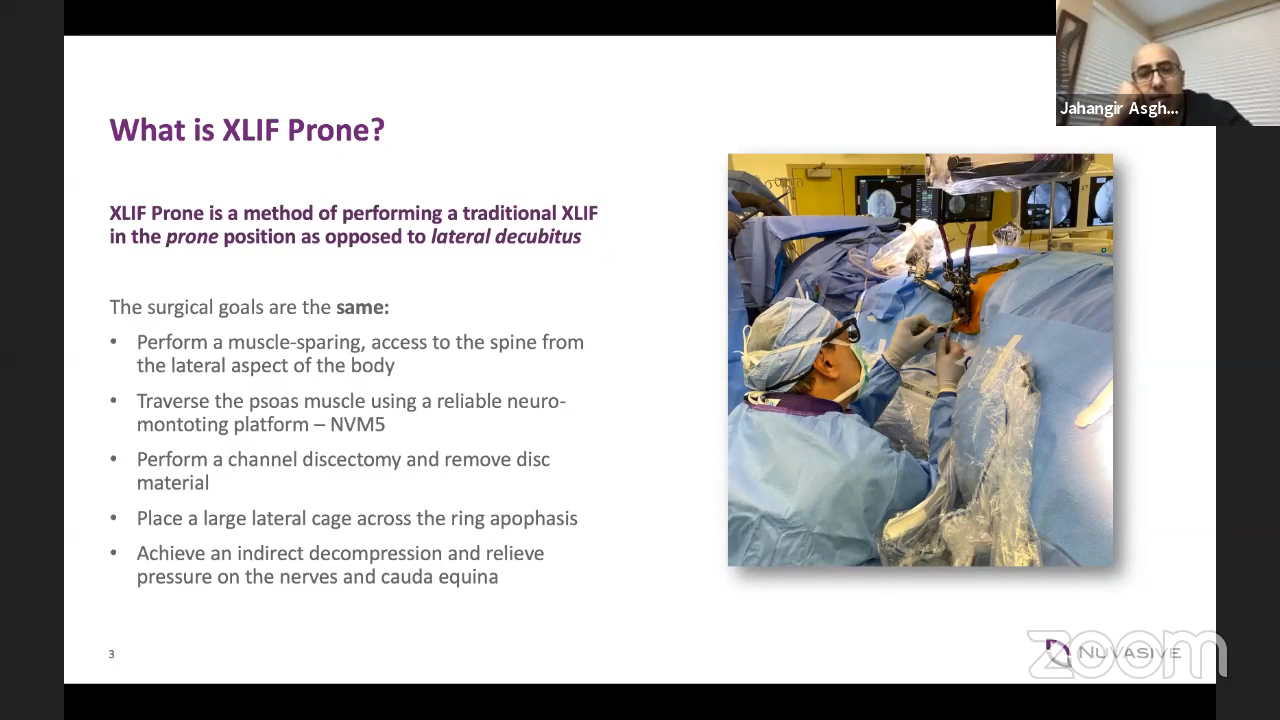 Jahangir Asgh...
What is XLIF Prone?
XLIF Prone is a method of performing a traditional XLIF
in the prone position as opposed to lateral decubitus
The surgical goals are the same:
• Perform a muscle-sparing, access to the spine from
the lateral aspect of the body
• Traverse the psoas muscle using a reliable neuro-
montoting platform – NVM5
• Perform a channel discectomy and remove disc
material
• Place a large lateral cage across the ring apophasis
• Achieve an indirect decompression and relieve
pressure on the nerves and cauda equina
3
NUVASIVE
zoom